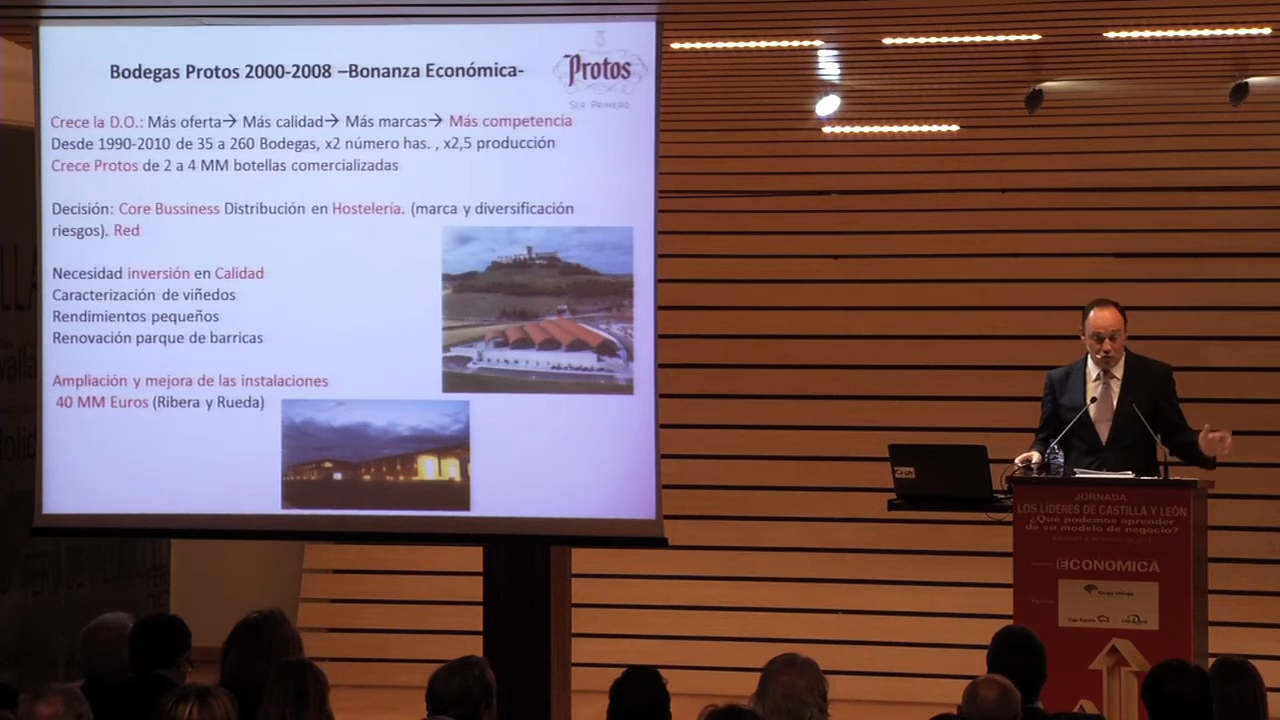 Bodegas Protos 2000-2008 –Bonanza Económica-
Protos
SER PRIMERO
Crece la D.O.: Más oferta→ Más calidad→ Más marcas→ Más competencia
Desde 1990-2010 de 35 a 260 Bodegas, x2 número has. , x2,5 producción
Crece Protos de 2 a 4 MM botellas comercializadas
Decisión: Core Bussiness Distribución en Hostelería. (marca y diversificación
riesgos). Red
Necesidad inversión en Calidad
Caracterización de viñedos
Rendimientos pequeños
Renovación parque de barricas
Ampliación y mejora de las instalaciones
40 MM Euros (Ribera y Rueda)
JORNADA
LOS LÍDERES DE CASTILLA Y LEÓN
¿Qué podemos aprender
de su modelo de negocio?
ECONOMICA